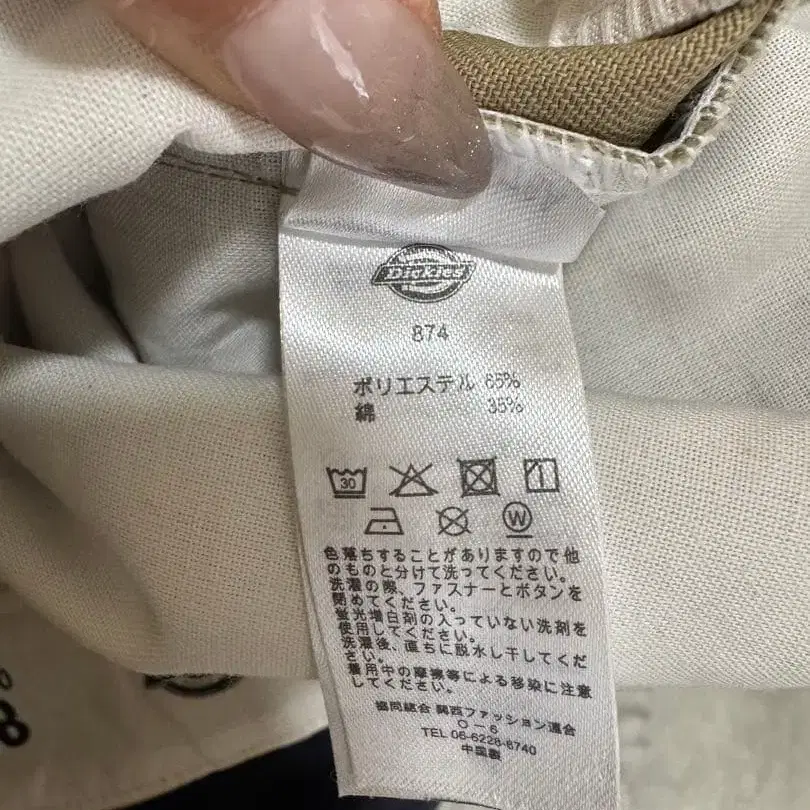 Dickies
874
ポリエステル 65%
綿 35%
30
W
色落ちすることがありますので他
のものと分けて洗ってください。
洗濯の際、ファスナーとボタンを
閉めてください。
蛍光増白剤の入っていない洗剤を
使用してください。
洗濯後、直ちに脱水し干してくだ
さい。
着用中の摩擦等による移染に注意
してください。
協同組合 関西ファッション連合
O-6
TEL 06-6228-6740
中国製
8